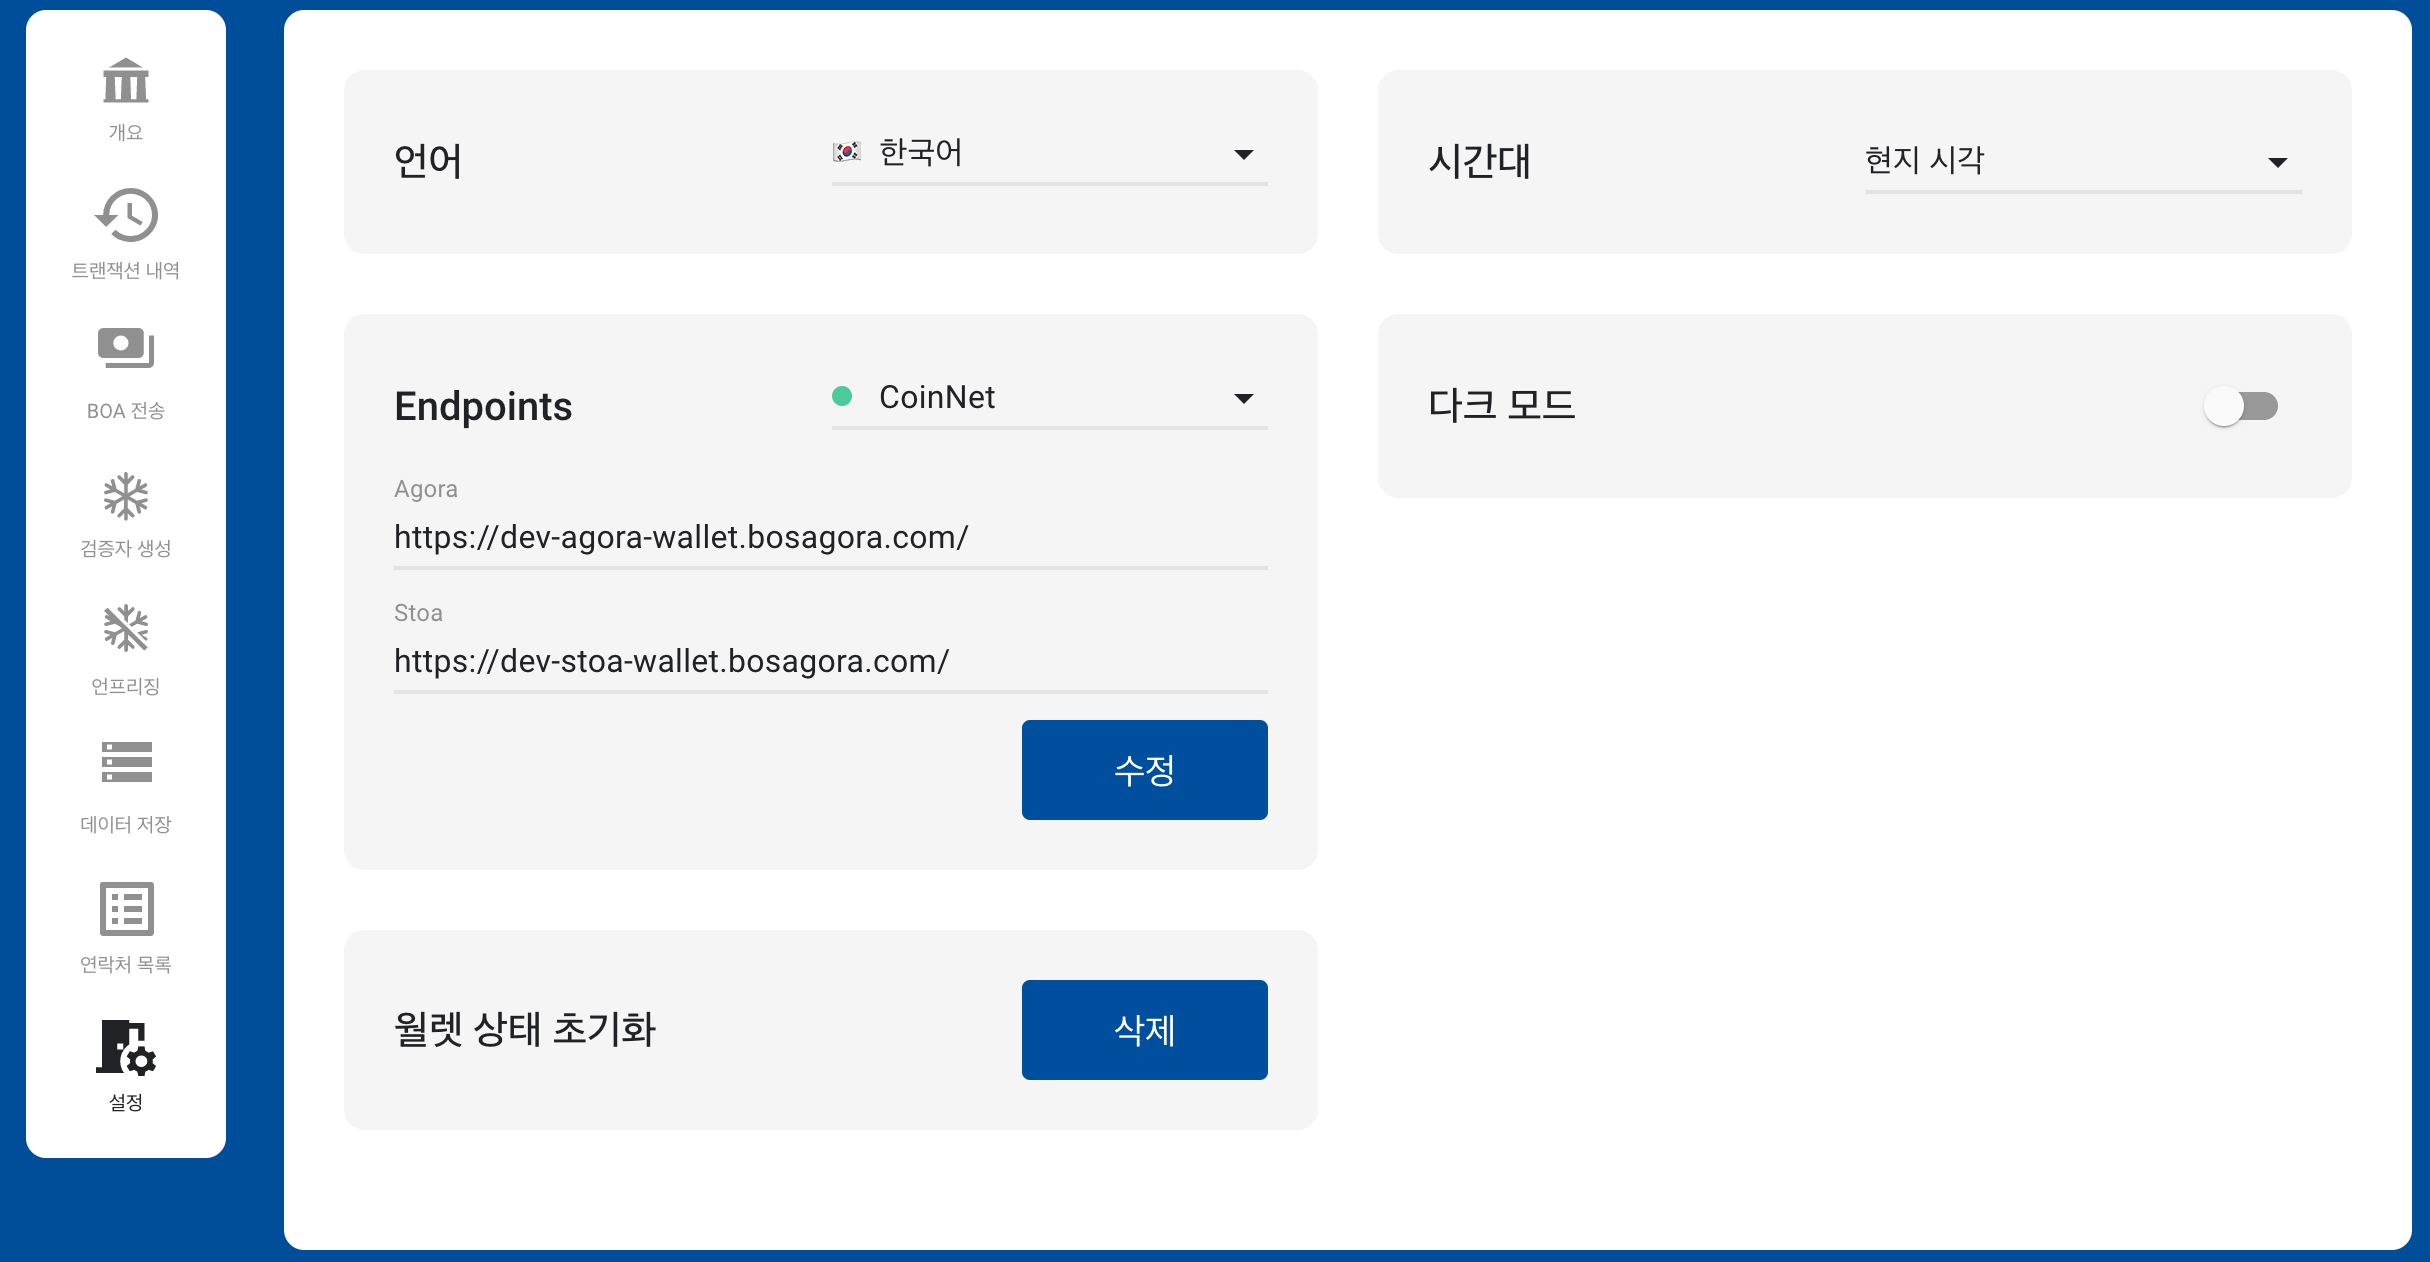 개요
트랜잭션 내역
BOA 전송
검증자 생성
언프리징
데이터 저장
연락처 목록
설정
언어
한국어
시간대
현지 시각
Endpoints
CoinNet
Agora
https://dev-agora-wallet.bosagora.com/
Stoa
https://dev-stoa-wallet.bosagora.com/
수정
다크 모드
월렛 상태 초기화
삭제